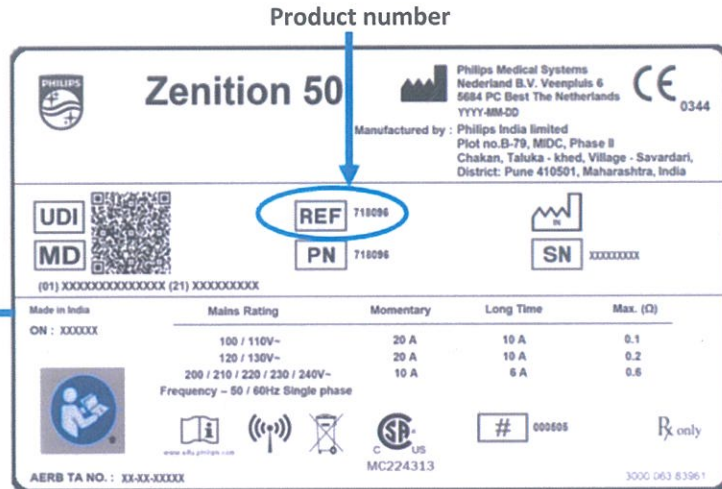 Product number
PHILIPS
Zenition 50
Philips Medical Systems
Nederland B.V. Veenpluis 6
5684 PC Best The Netherlands
YYYY-MM-DD
CE 0344
Manufactured by : Philips India limited
Plot no.B-79, MIDC, Phase II
Chakan, Taluka - khed, Village - Savardari,
District: Pune 410501, Maharashtra, India
UDI
MD
(01) XXXXXXXXXXXXXX (21) XXXXXXXXX
REF 718096
PN 718096
IN
SN XXXXXXXXX
Made in India
ON : XXXXXX
Mains Rating Momentary Long Time Max. (Ω)
100 / 110V~ 20 A 10 A 0.1
120 / 130V~ 20 A 10 A 0.2
200 / 210 / 220 / 230 / 240V~ 10 A 6 A 0.6
Frequency – 50 / 60Hz Single phase
C US
MC224313
# 000505
Rx only
AERB TA NO. : XX-XX-XXXXX
3000 063 83961